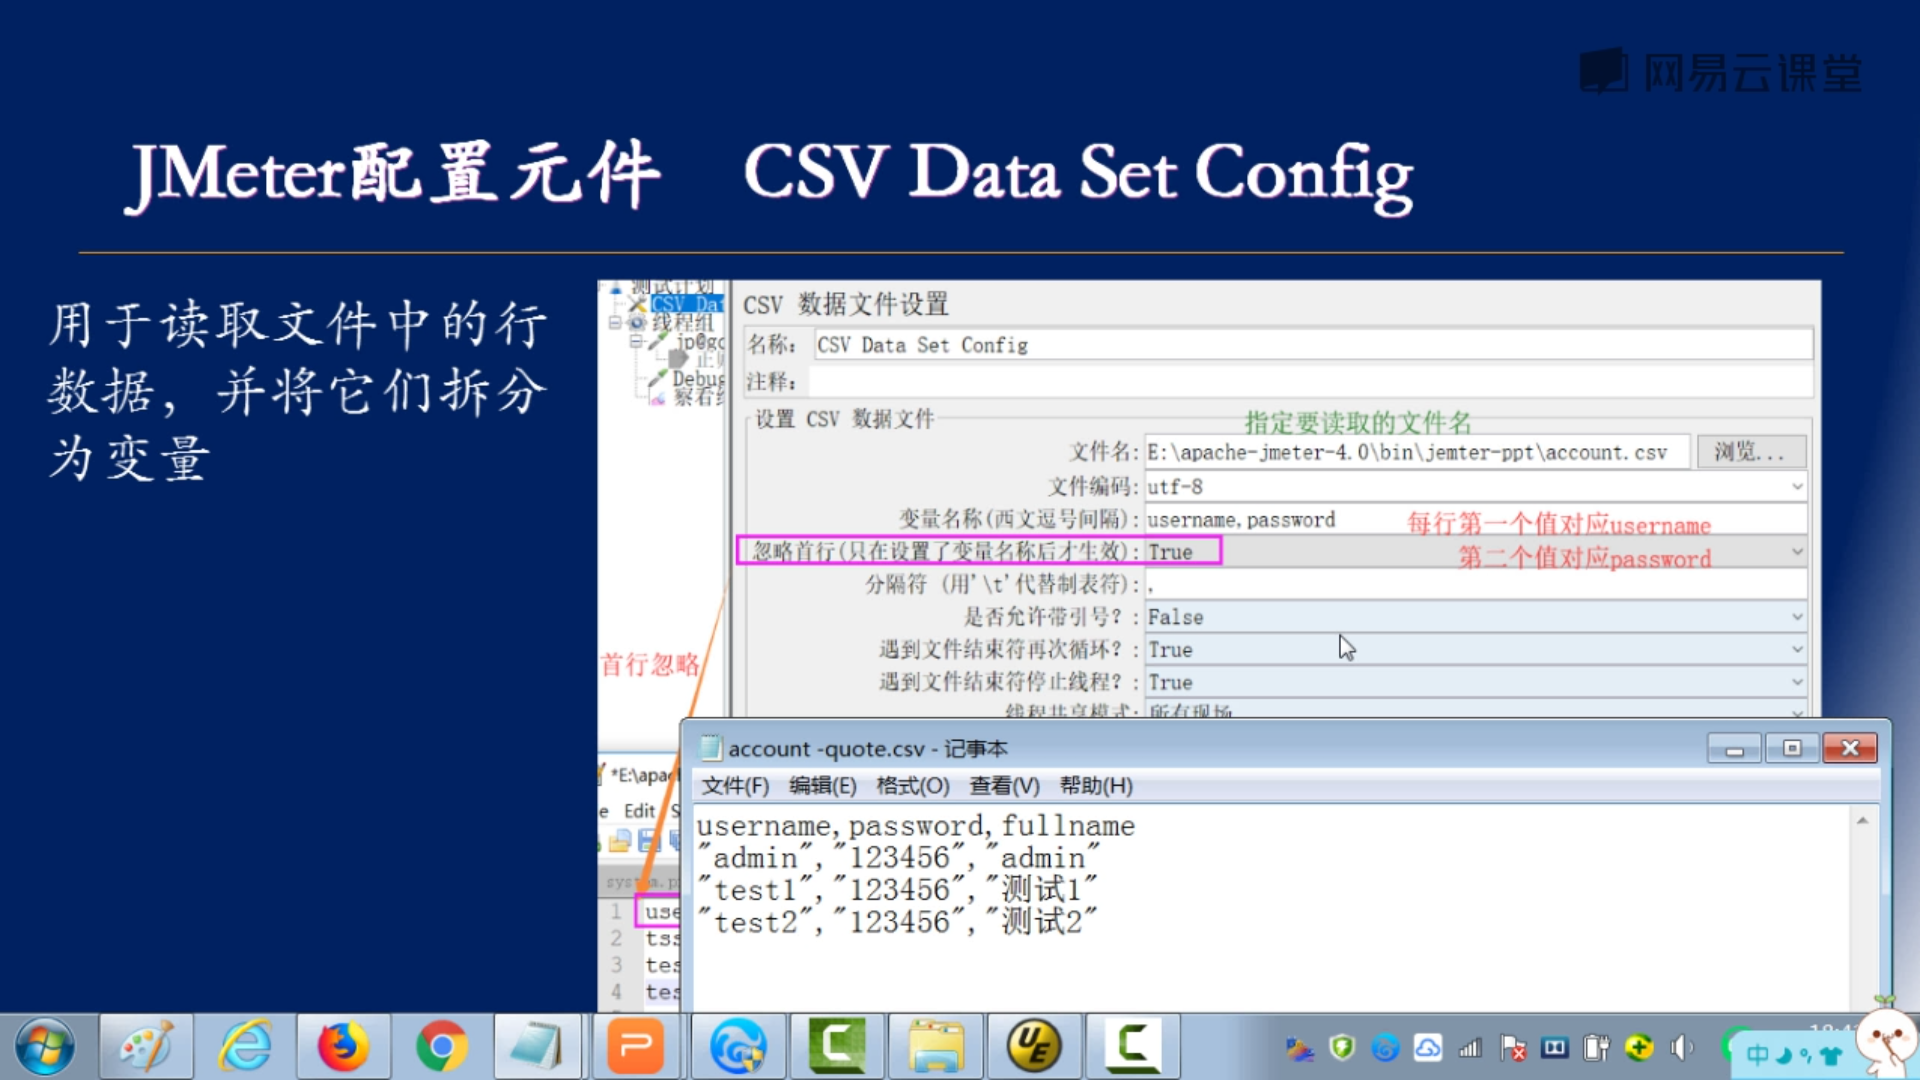 网易云课堂
JMeter配置元件 CSV Data Set Config
用于读取文件中的行
数据，并将它们拆分
为变量
测试计划
CSV Dat
线程组
jp@gc
Debug
察看结
CSV 数据文件设置
名称： CSV Data Set Config
注释：
设置 CSV 数据文件
指定要读取的文件名
文件名: E:\apache-jmeter-4.0\bin\jemter-ppt\account.csv 浏览...
文件编码: utf-8
变量名称(西文逗号间隔): username,password 每行第一个值对应username
忽略首行(只在设置了变量名称后才生效): True 第二个值对应password
分隔符 (用'\t'代替制表符): ,
是否允许带引号？: False
遇到文件结束符再次循环？: True
遇到文件结束符停止线程？: True
线程共享模式: 所有现场
首行忽略
*E:\apac
e Edit S
1 use
2 tss
3 tes
4 tes
account -quote.csv - 记事本
文件(F) 编辑(E) 格式(O) 查看(V) 帮助(H)
username,password,fullname
"admin","123456","admin"
"test1","123456","测试1"
"test2","123456","测试2"
中